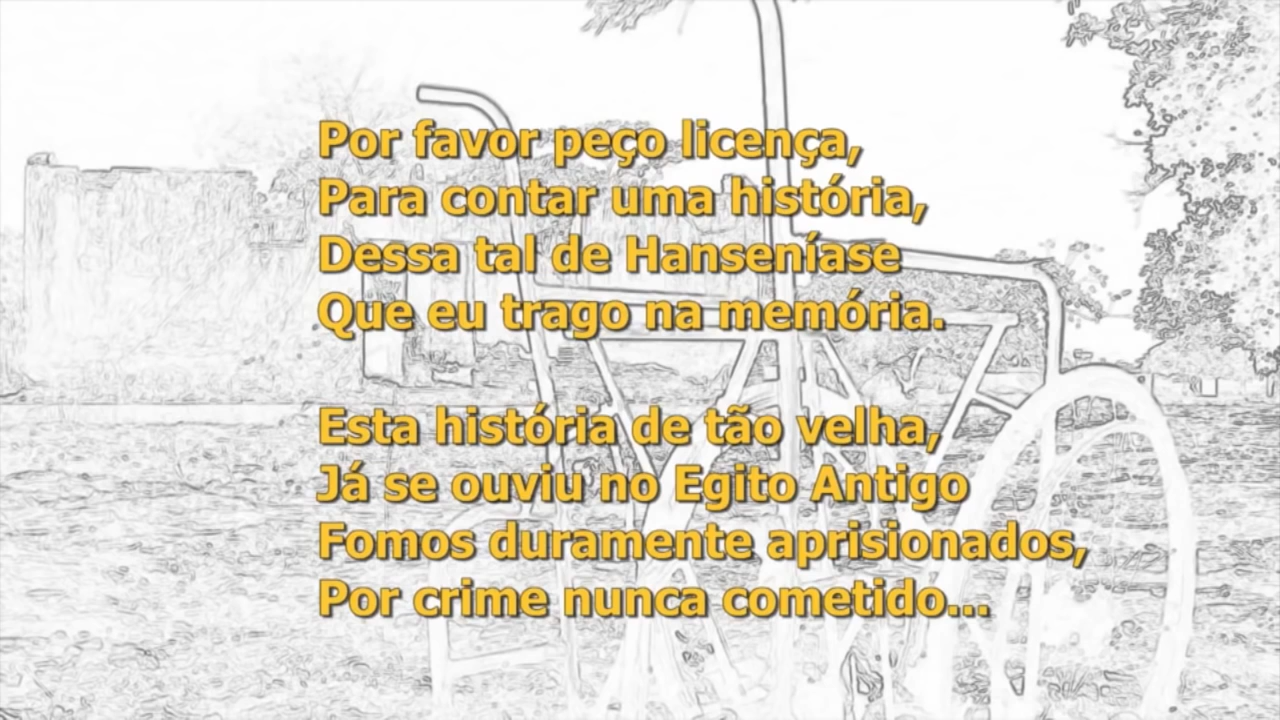 Por favor peço licença,
Para contar uma história,
Dessa tal de Hanseníase
Que eu trago na memória.
Esta história de tão velha,
Já se ouviu no Egito Antigo
Fomos duramente aprisionados,
Por crime nunca cometido...